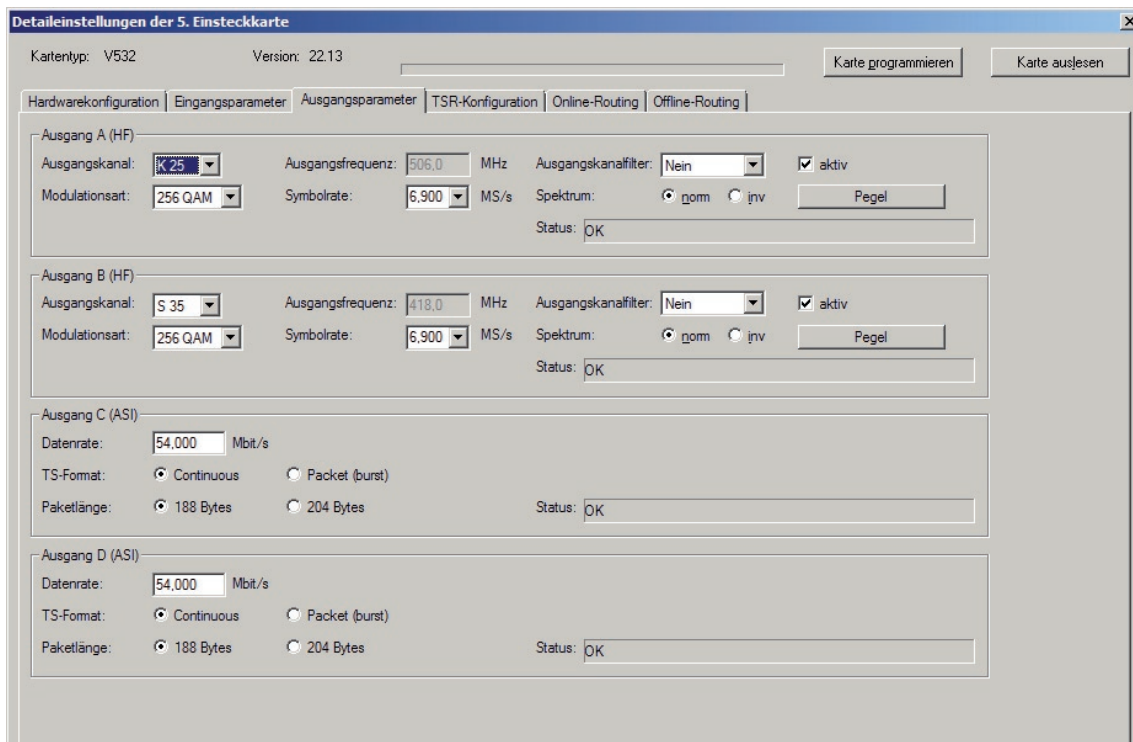 Detaileinstellungen der 5. Einsteckkarte
Kartentyp: V532 Version: 22.13 Karte programmieren Karte auslesen
Hardwarekonfiguration Eingangsparameter Ausgangsparameter TSR-Konfiguration Online-Routing Offline-Routing
Ausgang A (HF)
Ausgangskanal: K 25 Ausgangsfrequenz: 506,0 MHz Ausgangskanalfilter: Nein aktiv
Modulationsart: 256 QAM Symbolrate: 6,900 MS/s Spektrum: norm inv Pegel
Status: OK
Ausgang B (HF)
Ausgangskanal: S 35 Ausgangsfrequenz: 418,0 MHz Ausgangskanalfilter: Nein aktiv
Modulationsart: 256 QAM Symbolrate: 6,900 MS/s Spektrum: norm inv Pegel
Status: OK
Ausgang C (ASI)
Datenrate: 54,000 Mbit/s
TS-Format: Continuous Packet (burst)
Paketlänge: 188 Bytes 204 Bytes Status: OK
Ausgang D (ASI)
Datenrate: 54,000 Mbit/s
TS-Format: Continuous Packet (burst)
Paketlänge: 188 Bytes 204 Bytes Status: OK